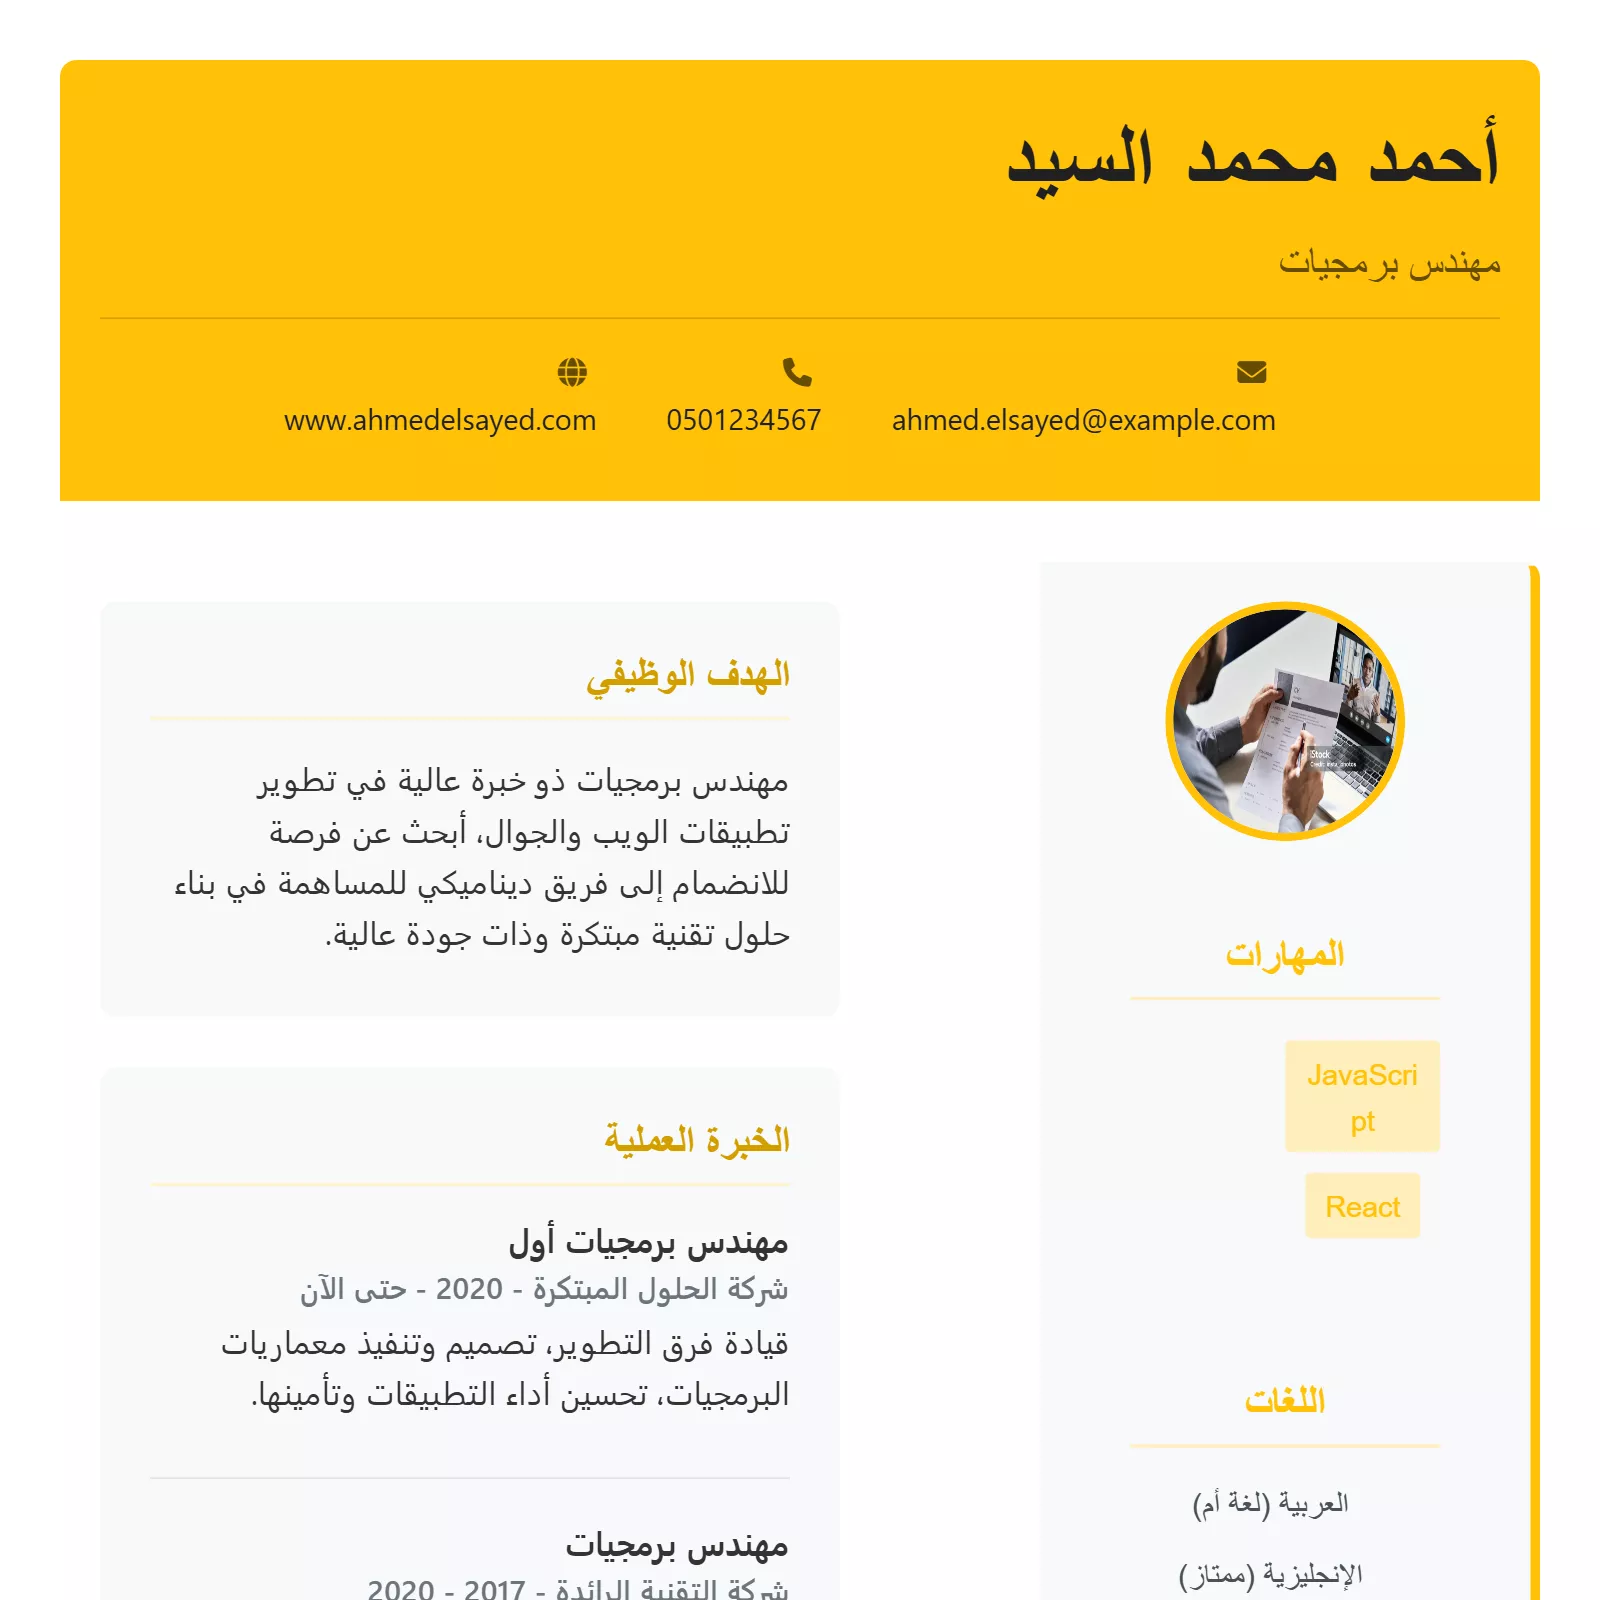 أحمد محمد السيد
مهندس برمجيات
ahmed.elsayed@example.com
0501234567
www.ahmedelsayed.com
iStock
المهارات
JavaScri
pt
React
اللغات
العربية (لغة أم)
الإنجليزية (ممتاز)
الهدف الوظيفي
مهندس برمجيات ذو خبرة عالية في تطوير
تطبيقات الويب والجوال، أبحث عن فرصة
للانضمام إلى فريق ديناميكي للمساهمة في بناء
حلول تقنية مبتكرة وذات جودة عالية.
الخبرة العملية
مهندس برمجيات أول
شركة الحلول المبتكرة - 2020 - حتى الآن
قيادة فرق التطوير، تصميم وتنفيذ معماريات
البرمجيات، تحسين أداء التطبيقات وتأمينها.
مهندس برمجيات
شركة التقنية الرائدة - 2017 - 2020